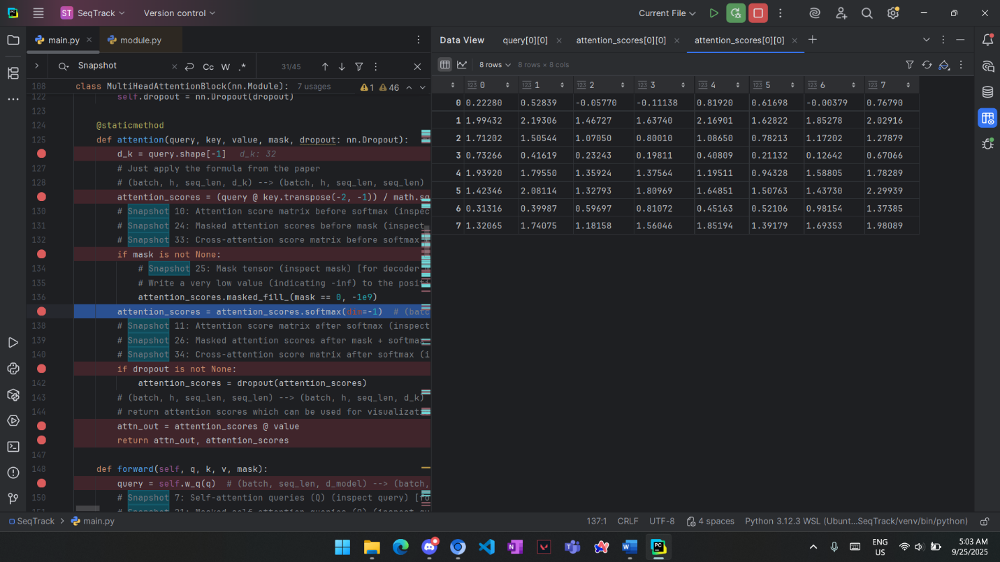 ST SeqTrack Version control Current File
main.py module.py
Snapshot Cc W .* 31/45
108 class MultiHeadAttentionBlock(nn.Module): 7 usages 1 46
122 self.dropout = nn.Dropout(dropout)
123
124 @staticmethod
125 def attention(query, key, value, mask, dropout: nn.Dropout):
d_k = query.shape[-1] d_k: 32
127 # Just apply the formula from the paper
128 # (batch, h, seq_len, d_k) --> (batch, h, seq_len, seq_len)
attention_scores = (query @ key.transpose(-2, -1)) / math.sq
130 # Snapshot 10: Attention score matrix before softmax (inspec
131 # Snapshot 24: Masked attention scores before mask (inspect
132 # Snapshot 33: Cross-attention score matrix before softmax
if mask is not None:
134 # Snapshot 25: Mask tensor (inspect mask) [for decoder
135 # Write a very low value (indicating -inf) to the posit
136 attention_scores.masked_fill_(mask == 0, -1e9)
attention_scores = attention_scores.softmax(dim=-1) # (batc
138 # Snapshot 11: Attention score matrix after softmax (inspect
139 # Snapshot 26: Masked attention scores after mask + softmax
140 # Snapshot 34: Cross-attention score matrix after softmax (i
if dropout is not None:
142 attention_scores = dropout(attention_scores)
143 # (batch, h, seq_len, seq_len) --> (batch, h, seq_len, d_k)
144 # return attention scores which can be used for visualizati
attn_out = attention_scores @ value
return attn_out, attention_scores
147
148 def forward(self, q, k, v, mask):
query = self.w_q(q) # (batch, seq_len, d_model) --> (batch,
150 # Snapshot 7: Self-attention queries (Q) (inspect query) [fo
Data View query[0][0] attention_scores[0][0] attention_scores[0][0]
8 rows 8 rows × 8 cols
0 1 2 3 4 5 6 7
0 0.22280 0.52839 -0.05770 -0.11138 0.81920 0.61698 -0.00379 0.76790
1 1.99432 2.19306 1.46727 1.63740 2.16901 1.62822 1.85278 2.02916
2 1.71202 1.50544 1.07050 0.80010 1.08650 0.78213 1.17202 1.27879
3 0.73266 0.41619 0.23243 0.19811 0.40809 0.21132 0.12642 0.67066
4 1.93920 1.79550 1.35924 1.37564 1.19511 0.94328 1.58805 1.78289
5 1.42346 2.08114 1.32793 1.80969 1.64851 1.50763 1.43730 2.29939
6 0.31316 0.39987 0.59697 0.81072 0.45163 0.52106 0.98154 1.37385
7 1.32065 1.74075 1.18158 1.56046 1.85194 1.39179 1.69353 1.98089
SeqTrack main.py 137:1 CRLF UTF-8 4 spaces Python 3.12.3 WSL (Ubunt...SeqTrack/venv/bin/python)
ENG
US
5:03 AM
9/25/2025